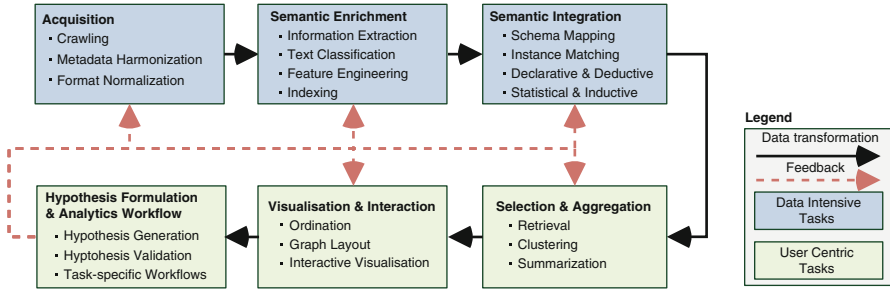 Acquisition
▪ Crawling
▪ Metadata Harmonization
▪ Format Normalization
Semantic Enrichment
▪ Information Extraction
▪ Text Classification
▪ Feature Engineering
▪ Indexing
Semantic Integration
▪ Schema Mapping
▪ Instance Matching
▪ Declarative & Deductive
▪ Statistical & Inductive
Hypothesis Formulation
& Analytics Workflow
▪ Hypothesis Generation
▪ Hyptohesis Validation
▪ Task-specific Workflows
Visualisation & Interaction
▪ Ordination
▪ Graph Layout
▪ Interactive Visualisation
Selection & Aggregation
▪ Retrieval
▪ Clustering
▪ Summarization
Legend
Data transformation
Feedback
Data Intensive
Tasks
User Centric
Tasks